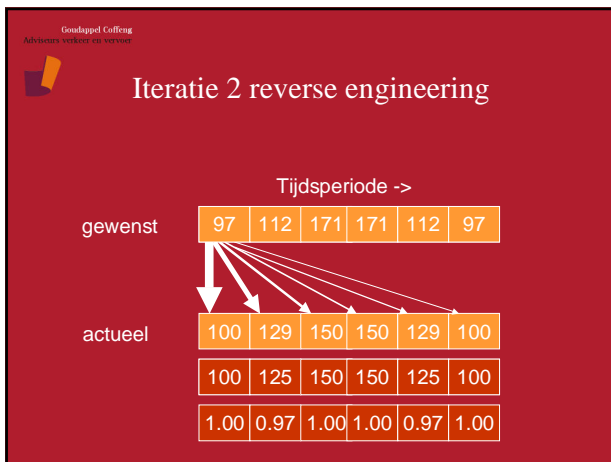 Goudappel Coffeng
Adviseurs verkeer en vervoer
Iteratie 2 reverse engineering
Tijdsperiode ->
gewenst 97 112 171 171 112 97
actueel 100 129 150 150 129 100
100 125 150 150 125 100
1.00 0.97 1.00 1.00 0.97 1.00